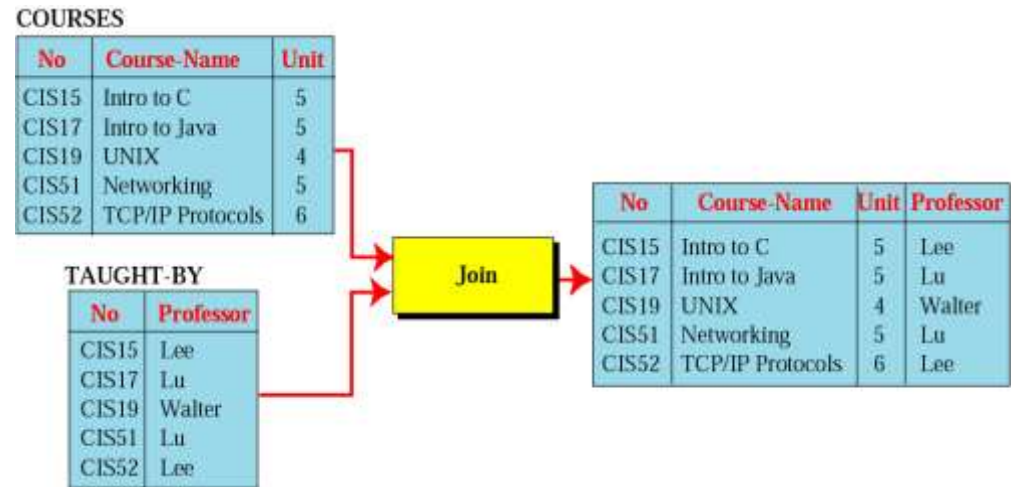 COURSES
No Course-Name Unit
CIS15 Intro to C 5
CIS17 Intro to Java 5
CIS19 UNIX 4
CIS51 Networking 5
CIS52 TCP/IP Protocols 6
TAUGHT-BY
No Professor
CIS15 Lee
CIS17 Lu
CIS19 Walter
CIS51 Lu
CIS52 Lee
Join
No Course-Name Unit Professor
CIS15 Intro to C 5 Lee
CIS17 Intro to Java 5 Lu
CIS19 UNIX 4 Walter
CIS51 Networking 5 Lu
CIS52 TCP/IP Protocols 6 Lee